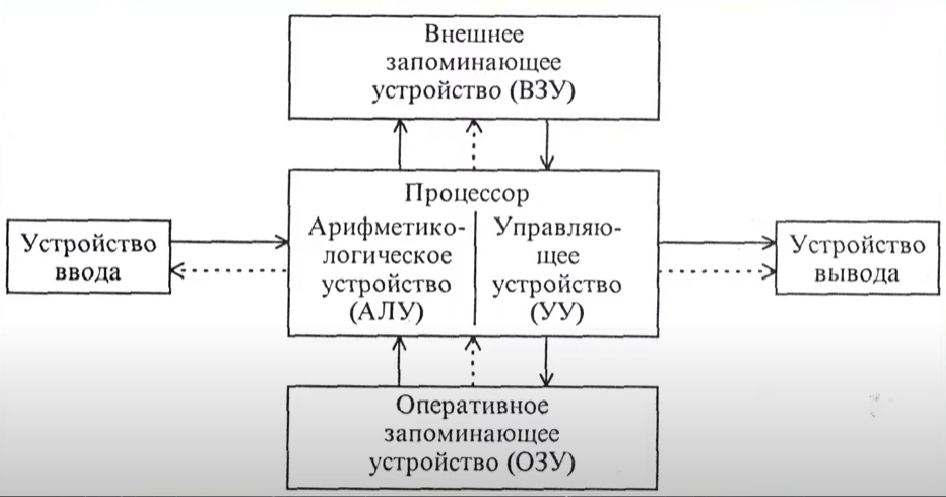 Внешнее
запоминающее
устройство (ВЗУ)
Процессор
Арифметико-
логическое
устройство
(АЛУ)
Управляю-
щее
устройство
(УУ)
Устройство
ввода
Устройство
вывода
Оперативное
запоминающее
устройство (ОЗУ)